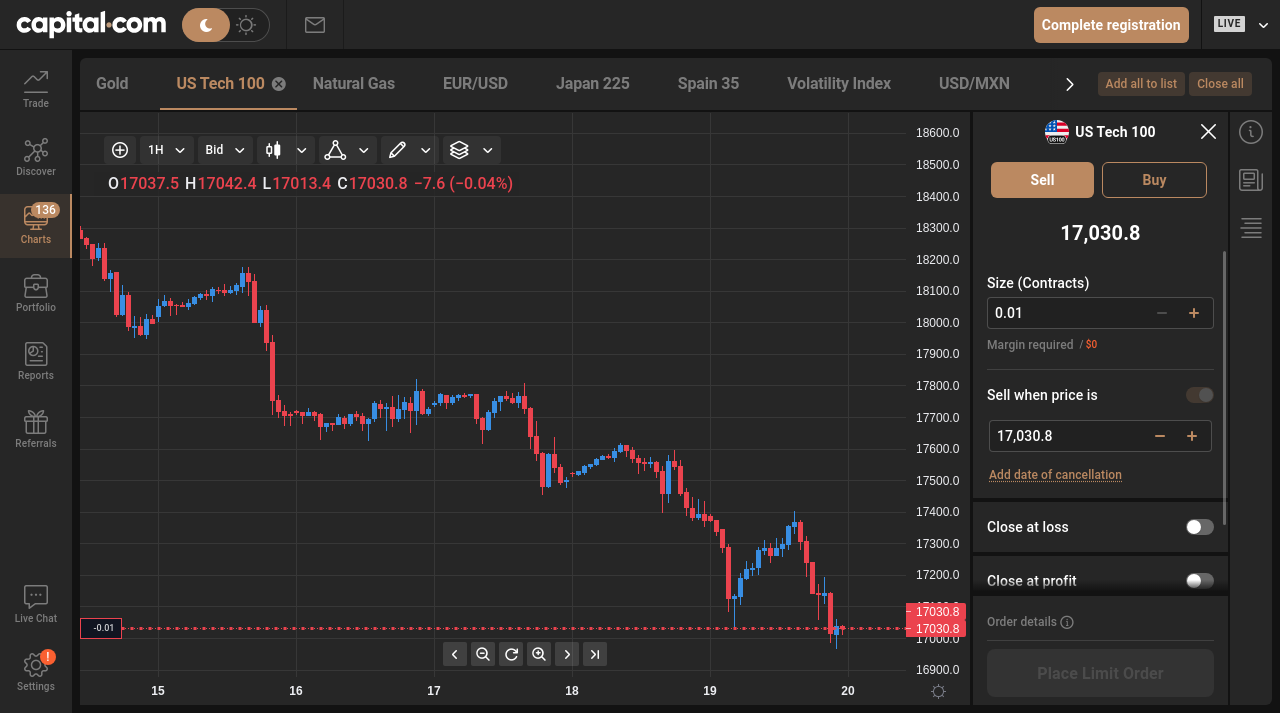 capital.com
Complete registration
LIVE
Trade
Discover
136
Charts
Portfolio
Reports
Referrals
Live Chat
!
Settings
Gold
US Tech 100
Natural Gas
EUR/USD
Japan 225
Spain 35
Volatility Index
USD/MXN
Add all to list
Close all
1H
Bid
O17037.5 H17042.4 L17013.4 C17030.8 −7.6 (−0.04%)
18600.0
18500.0
18400.0
18300.0
18200.0
18100.0
18000.0
17900.0
17800.0
17700.0
17600.0
17500.0
17400.0
17300.0
17200.0
17030.8
17030.8
17000.0
16900.0
-0.01
15
16
17
18
19
20
US100
US Tech 100
Sell
Buy
17,030.8
Size (Contracts)
0.01
Margin required / $0
Sell when price is
17,030.8
Add date of cancellation
Close at loss
Close at profit
Order details
Place Limit Order